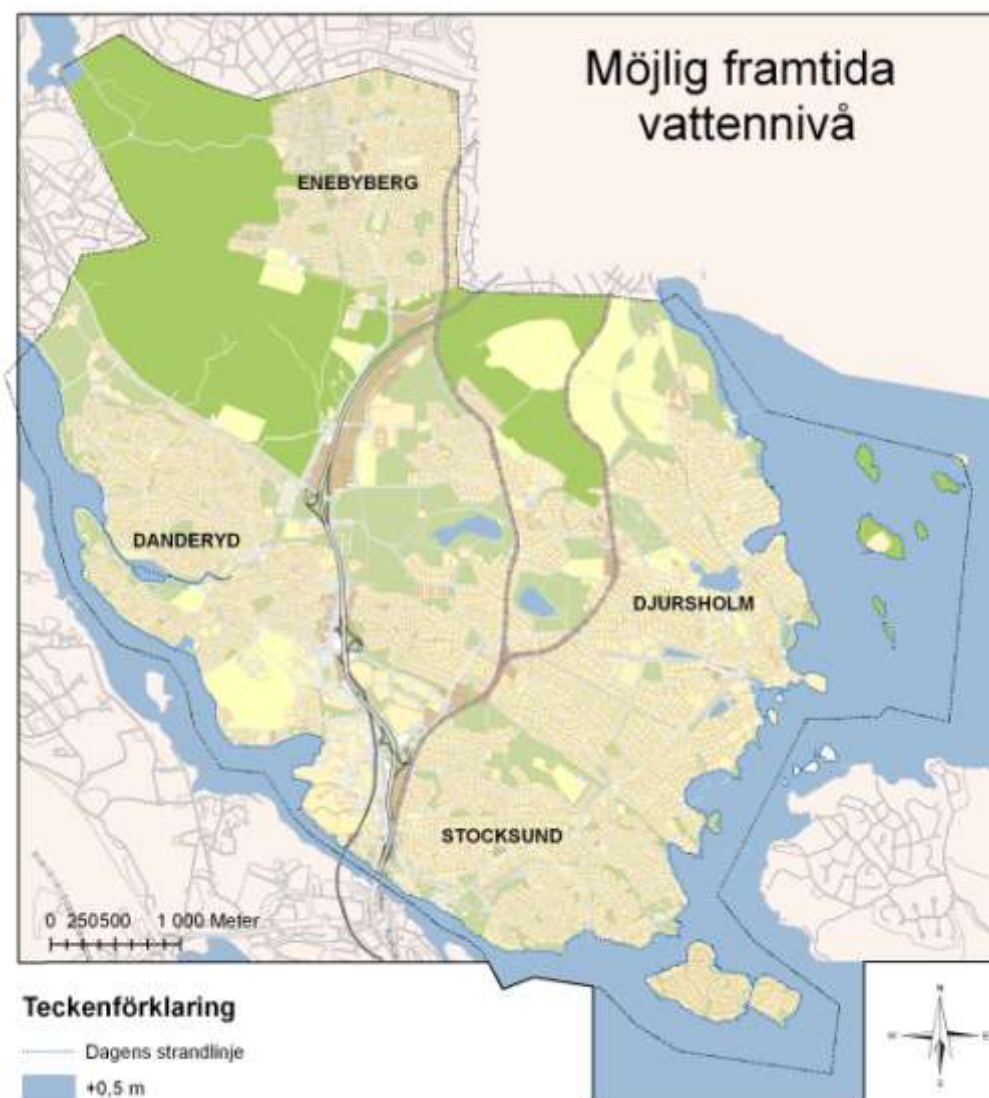 Möjlig framtida
vattennivå
ENEBYBERG
DANDERYD
DJURSHOLM
STOCKSUND
0 250500 1 000 Meter
N
W E
S
Teckenförklaring
Dagens strandlinje
+0,5 m